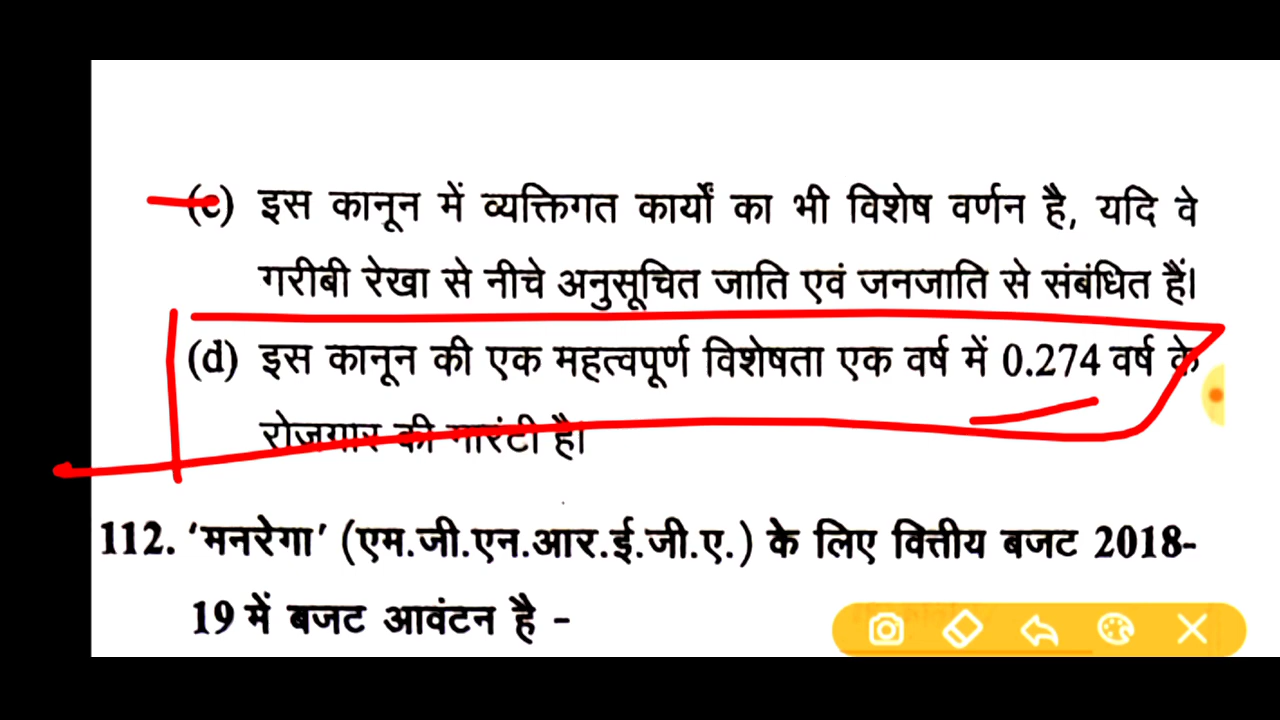 (c) इस कानून में व्यक्तिगत कार्यों का भी विशेष वर्णन है, यदि वे
गरीबी रेखा से नीचे अनुसूचित जाति एवं जनजाति से संबंधित हैं।
(d) इस कानून की एक महत्वपूर्ण विशेषता एक वर्ष में 0.274 वर्ष के
रोजगार की गारंटी है।
112. 'मनरेगा' (एम.जी.एन.आर.ई.जी.ए.) के लिए वित्तीय बजट 2018-
19 में बजट आवंटन है -